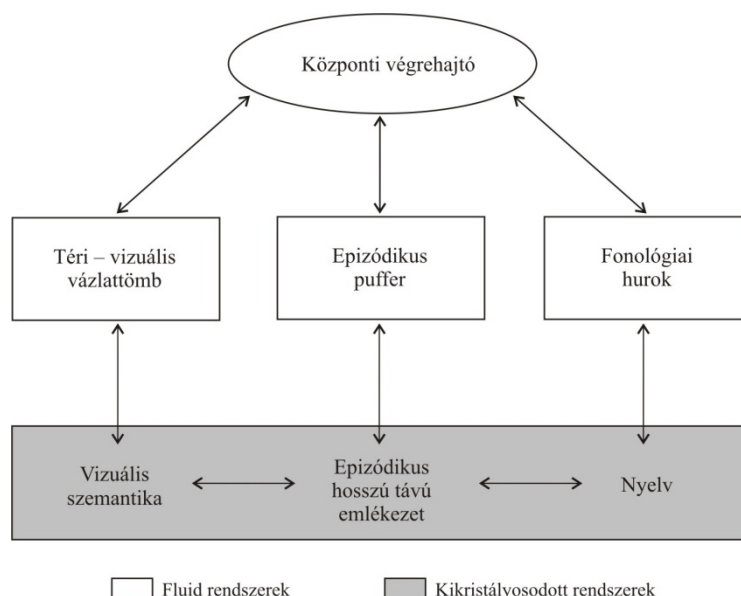 Központi végrehajtó
Téri – vizuális
vázlattömb
Epizódikus
puffer
Fonológiai
hurok
Vizuális
szemantika
Epizódikus
hosszú távú
emlékezet
Nyelv
Fluid rendszerek
Kikristályosodott rendszerek